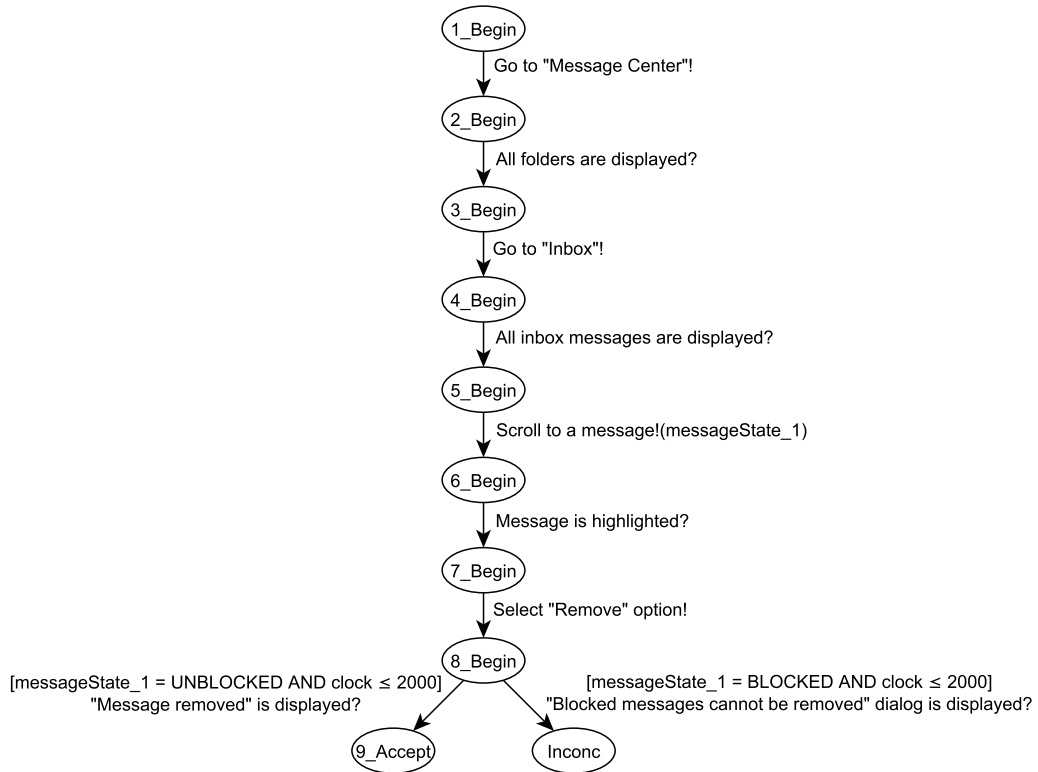 1_Begin
Go to "Message Center"!
2_Begin
All folders are displayed?
3_Begin
Go to "Inbox"!
4_Begin
All inbox messages are displayed?
5_Begin
Scroll to a message!(messageState_1)
6_Begin
Message is highlighted?
7_Begin
Select "Remove" option!
8_Begin
[messageState_1 = UNBLOCKED AND clock ≤ 2000]
"Message removed" is displayed?
[messageState_1 = BLOCKED AND clock ≤ 2000]
"Blocked messages cannot be removed" dialog is displayed?
9_Accept
Inconc